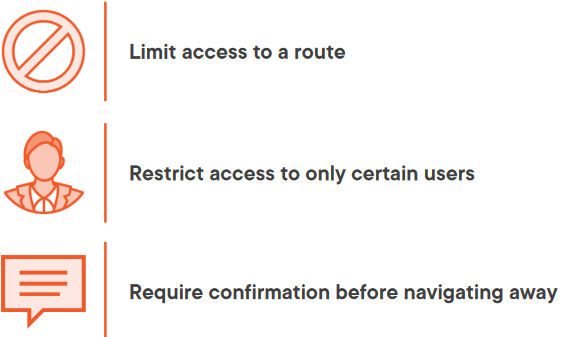 Limit access to a route
Restrict access to only certain users
Require confirmation before navigating away